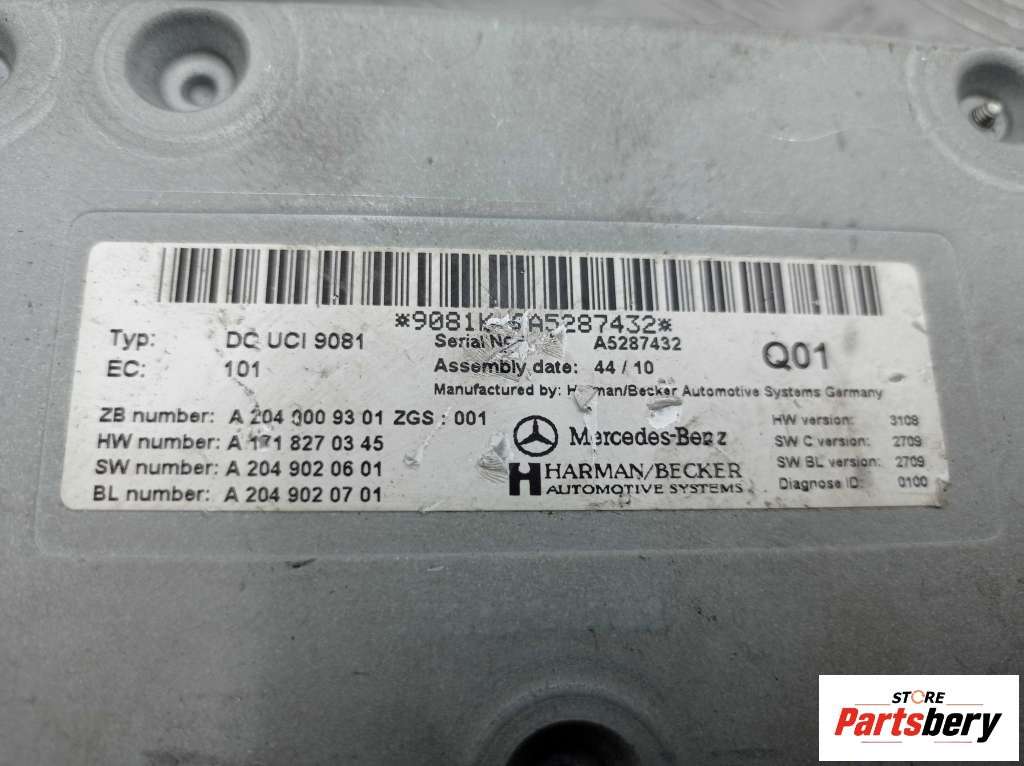 *9081K A5287432*
Typ: DC UCI 9081 Serial No A5287432 Q01
EC: 101 Assembly date: 44 / 10
Manufactured by: Harman/Becker Automotive Systems Germany
ZB number: A 204 000 93 01 ZGS : 001
HW number: A 171 827 03 45
SW number: A 204 902 06 01
BL number: A 204 902 07 01
Mercedes-Benz
HARMAN/BECKER
AUTOMOTIVE SYSTEMS
HW version: 3108
SW C version: 2709
SW BL version: 2709
Diagnose ID: 0100
STORE
Partsbery